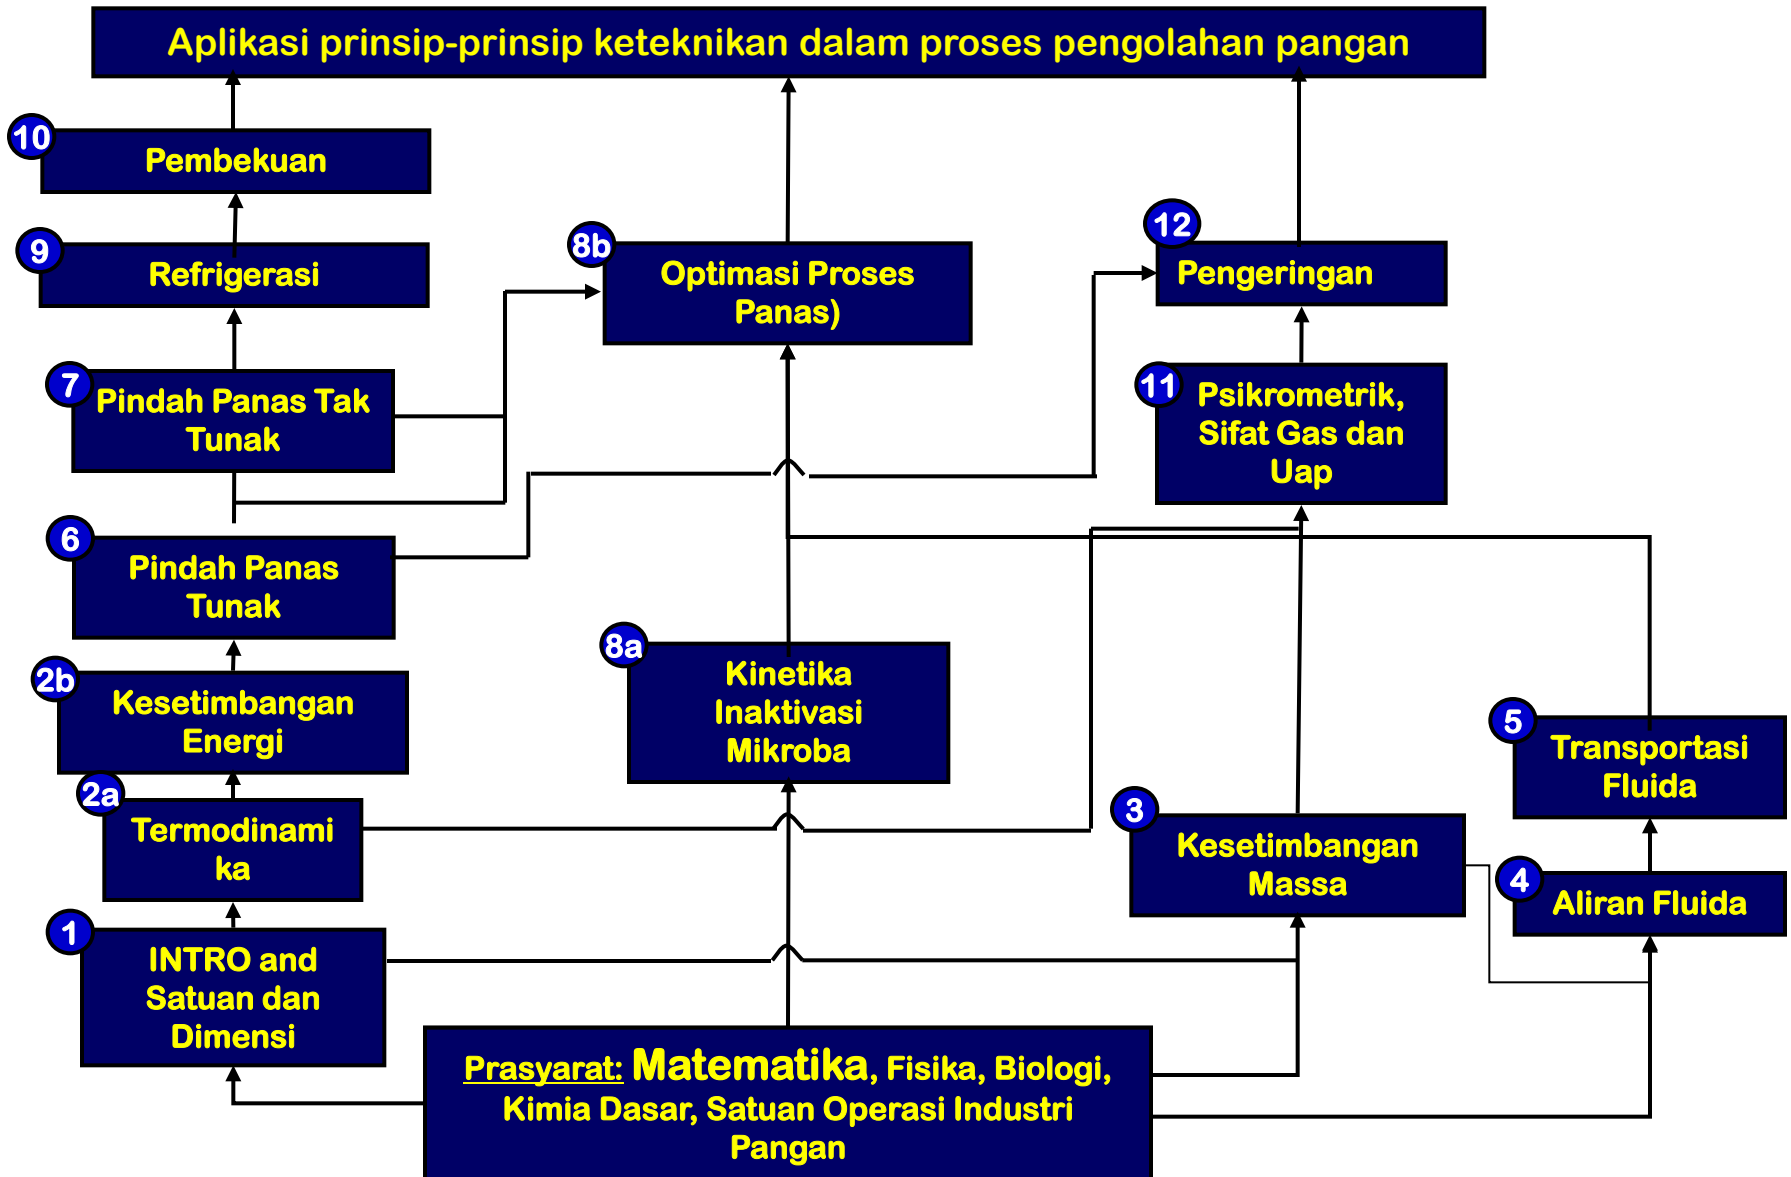 Aplikasi prinsip-prinsip keteknikan dalam proses pengolahan pangan
10
Pembekuan
9
Refrigerasi
8b
Optimasi Proses
Panas)
12
Pengeringan
7
Pindah Panas Tak
Tunak
11
Psikrometrik,
Sifat Gas dan
Uap
6
Pindah Panas
Tunak
2b
Kesetimbangan
Energi
8a
Kinetika
Inaktivasi
Mikroba
5
Transportasi
Fluida
2a
Termodinami
ka
3
Kesetimbangan
Massa
4
Aliran Fluida
1
INTRO and
Satuan dan
Dimensi
Prasyarat: Matematika, Fisika, Biologi,
Kimia Dasar, Satuan Operasi Industri
Pangan